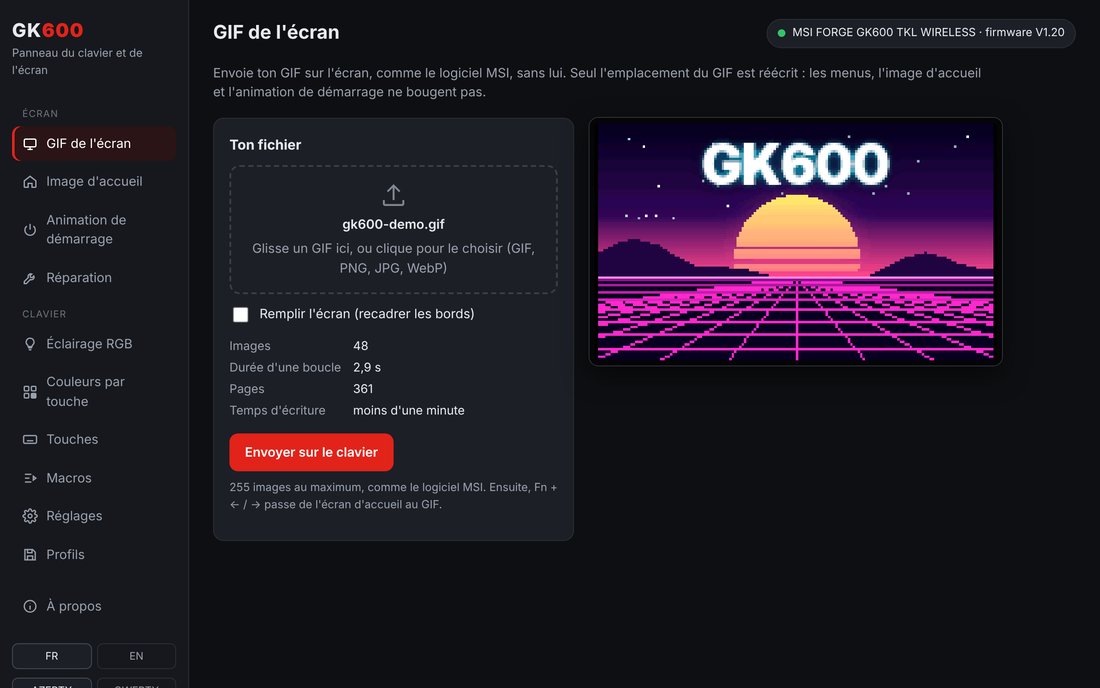 GK600
Panneau du clavier et de
l'écran
ÉCRAN
GIF de l'écran
Image d'accueil
Animation de
démarrage
Réparation
CLAVIER
Éclairage RGB
Couleurs par
touche
Touches
Macros
Réglages
Profils
À propos
FR
EN
AZERTY
QWERTY
GIF de l'écran
MSI FORGE GK600 TKL WIRELESS · firmware V1.20
Envoie ton GIF sur l'écran, comme le logiciel MSI, sans lui. Seul l'emplacement du GIF est réécrit : les menus, l'image d'accueil
et l'animation de démarrage ne bougent pas.
Ton fichier
gk600-demo.gif
Glisse un GIF ici, ou clique pour le choisir (GIF,
PNG, JPG, WebP)
Remplir l'écran (recadrer les bords)
Images 48
Durée d'une boucle 2,9 s
Pages 361
Temps d'écriture moins d'une minute
Envoyer sur le clavier
255 images au maximum, comme le logiciel MSI. Ensuite, Fn +
← / → passe de l'écran d'accueil au GIF.
GK600